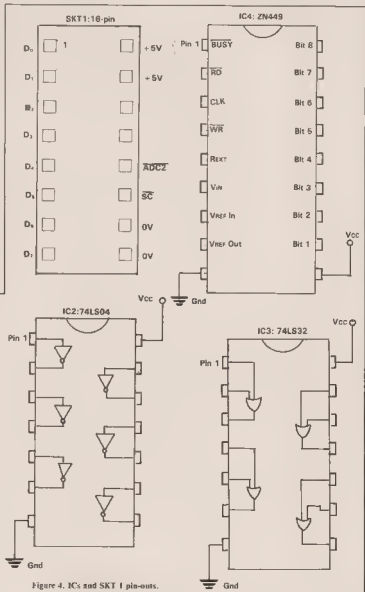 SKT1:16-pin
1
D₀ +5V
D₁ +5V
D₃
D₄ ADC2
D₅ SC
D₆ 0V
D₇ 0V
IC4: ZN449
Pin 1 BUSY Bit 8
RD Bit 7
CLK Bit 6
WR Bit 5
REXT Bit 4
VIN Bit 3
VREF In Bit 2
VREF Out Bit 1
Vcc
Gnd
IC2:74LS04
Vcc
Pin 1
Gnd
IC3: 74LS32
Vcc
Pin 1
Gnd
Figure 4. ICs and SKT 1 pin-outs.